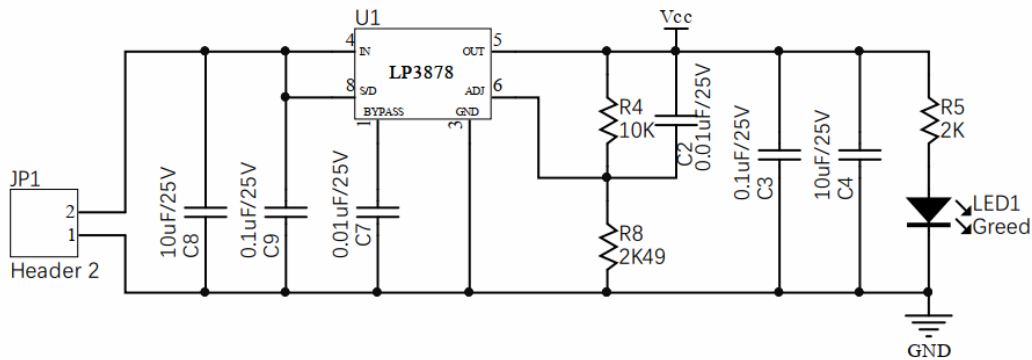 U1
Vcc
4
IN
OUT
5
LP3878
8
S/D
ADJ
6
BYPASS
GND
1
3
R4
10K
C2
0.01uF/25V
0.1uF/25V
C3
10uF/25V
C4
R5
2K
JP1
2
1
Header 2
10uF/25V
C8
0.1uF/25V
C9
0.01uF/25V
C7
R8
2K49
LED1
Greed
GND